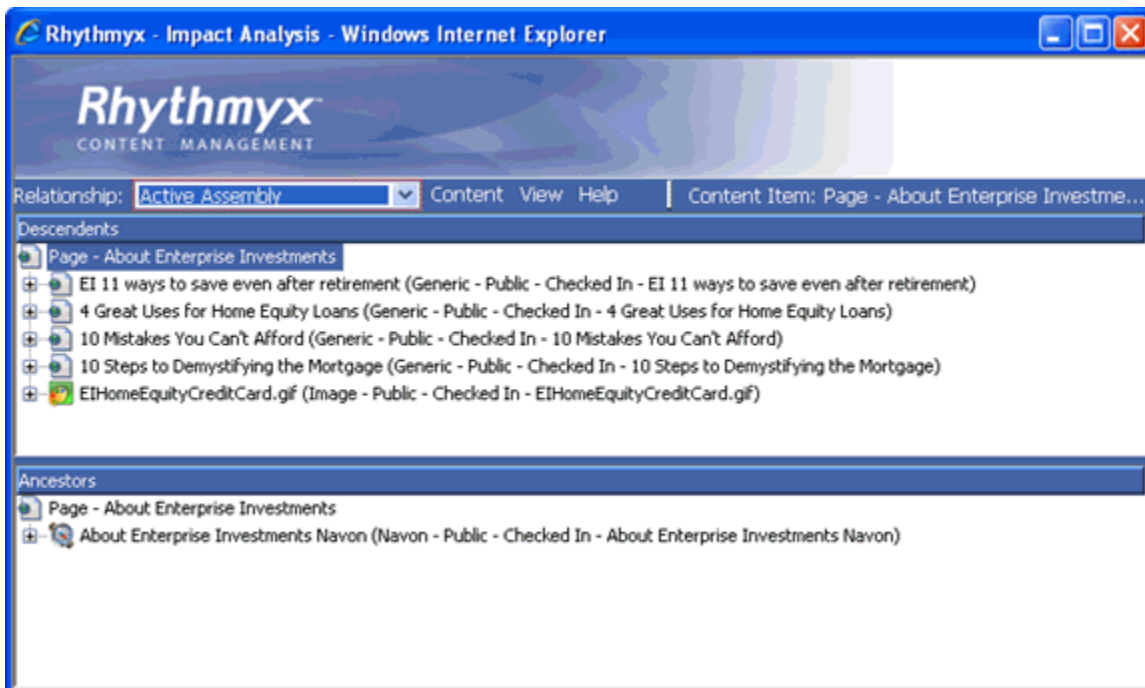 Rhythmyx - Impact Analysis - Windows Internet Explorer
Rhythmyx™
CONTENT MANAGEMENT
Relationship: Active Assembly Content View Help Content Item: Page - About Enterprise Investme...
Descendents
Page - About Enterprise Investments
EI 11 ways to save even after retirement (Generic - Public - Checked In - EI 11 ways to save even after retirement)
4 Great Uses for Home Equity Loans (Generic - Public - Checked In - 4 Great Uses for Home Equity Loans)
10 Mistakes You Can't Afford (Generic - Public - Checked In - 10 Mistakes You Can't Afford)
10 Steps to Demystifying the Mortgage (Generic - Public - Checked In - 10 Steps to Demystifying the Mortgage)
EIHomeEquityCreditCard.gif (Image - Public - Checked In - EIHomeEquityCreditCard.gif)
Ancestors
Page - About Enterprise Investments
About Enterprise Investments Navon (Navon - Public - Checked In - About Enterprise Investments Navon)